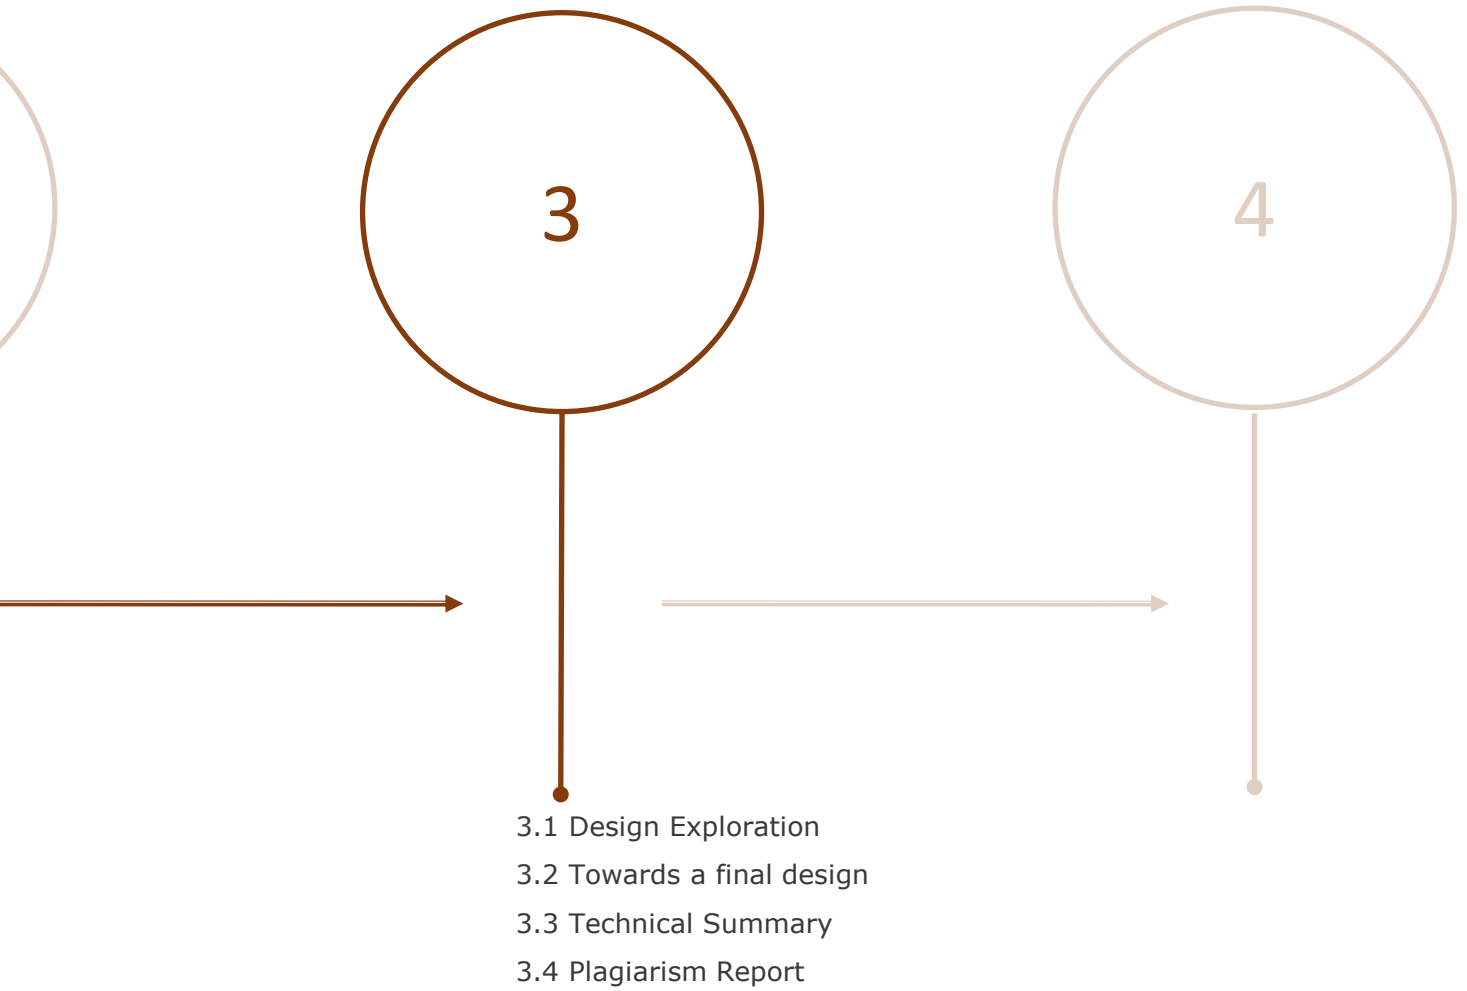 3
4
3.1 Design Exploration
3.2 Towards a final design
3.3 Technical Summary
3.4 Plagiarism Report